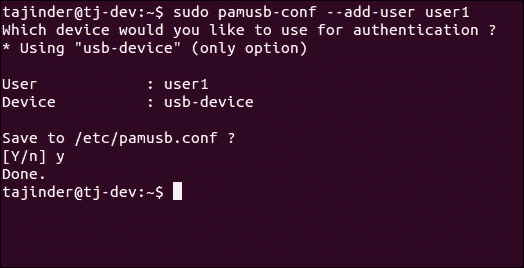 tajinder@tj-dev:~$ sudo pamusb-conf --add-user user1
Which device would you like to use for authentication ?
* Using "usb-device" (only option)
User : user1
Device : usb-device
Save to /etc/pamusb.conf ?
[Y/n] y
Done.
tajinder@tj-dev:~$